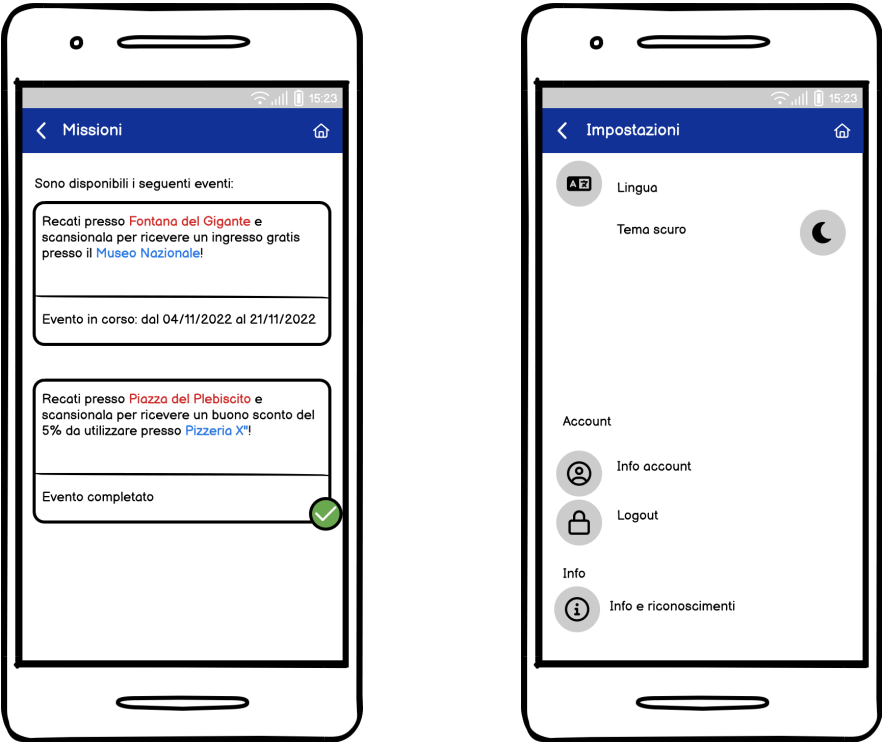 15:23
Missioni
Sono disponibili i seguenti eventi:
Recati presso Fontana del Gigante e
scansionala per ricevere un ingresso gratis
presso il Museo Nazionale!
Evento in corso: dal 04/11/2022 al 21/11/2022
Recati presso Piazza del Plebiscito e
scansionala per ricevere un buono sconto del
5% da utilizzare presso Pizzeria X"!
Evento completato
15:23
Impostazioni
Lingua
Tema scuro
Account
Info account
Logout
Info
Info e riconoscimenti